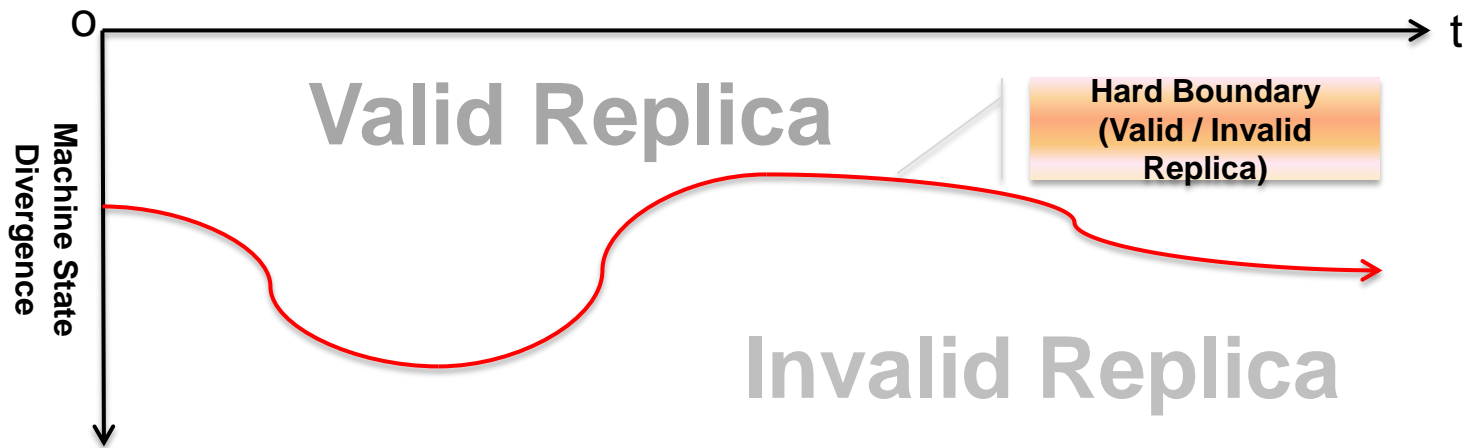 O
t
Valid Replica
Hard Boundary
(Valid / Invalid
Replica)
Machine State
Divergence
Invalid Replica